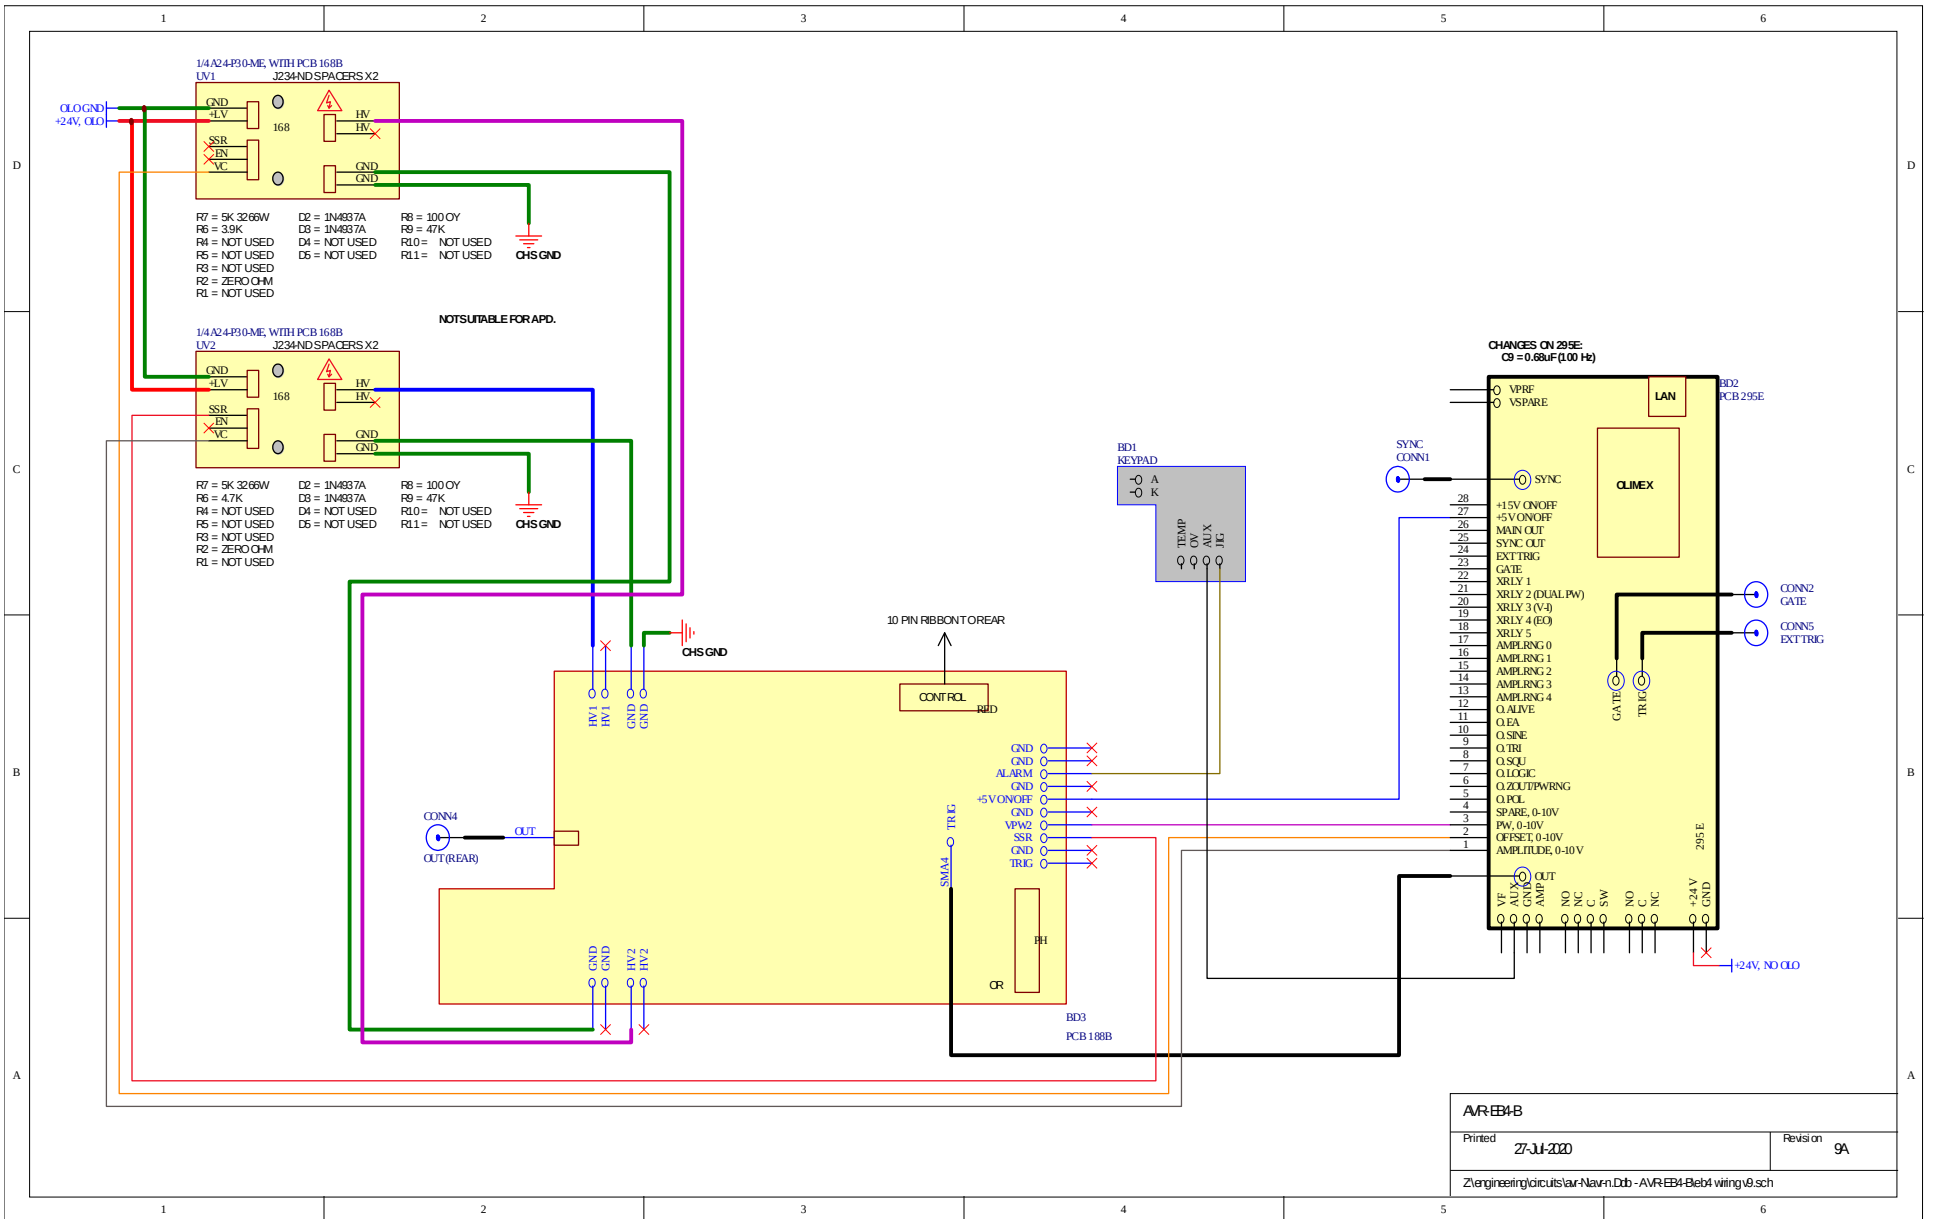 1 2 3 4 5 6
D D
C C
B B
A A
1/4 A24-P30-ME, WITH PCB 168B
UV1 J234-ND SPACERS X2
OLO GND
+24V, OLO
GND
+LV
SSR
EN
VC
168
HV
HV
GND
GND
R7 = 5K 3266W D2 = 1N4937A R8 = 100 OY
R6 = 3.9K D3 = 1N4937A R9 = 47K
R4 = NOT USED D4 = NOT USED R10 = NOT USED
R5 = NOT USED D5 = NOT USED R11 = NOT USED
R3 = NOT USED
R2 = ZERO OHM
R1 = NOT USED
CHS GND
NOT SUITABLE FOR APD.
1/4 A24-P30-ME, WITH PCB 168B
UV2 J234-ND SPACERS X2
GND
+LV
SSR
EN
VC
168
HV
HV
GND
GND
R7 = 5K 3266W D2 = 1N4937A R8 = 100 OY
R6 = 4.7K D3 = 1N4937A R9 = 47K
R4 = NOT USED D4 = NOT USED R10 = NOT USED
R5 = NOT USED D5 = NOT USED R11 = NOT USED
R3 = NOT USED
R2 = ZERO OHM
R1 = NOT USED
CHS GND
CHS GND
10 PIN RIBBON TO REAR
CONTROL
RED
HV1
HV1
GND
GND
GND
GND
ALARM
GND
+5V ON/OFF
GND
VPW2
SSR
GND
TRIG
TRIG
SMA4
CONN4
OUT
OUT (REAR)
GND
GND
HV2
HV2
PH
OR
BD3
PCB 188B
BD1
KEYPAD
A
K
TEMP
OV
AUX
JIG
CHANGES ON 295E:
C9 = 0.68uF (100 Hz)
BD2
PCB 295E
VPRF
VSPARE
LAN
OLIMEX
SYNC
CONN1
SYNC
28 +15V ON/OFF
27 +5V ON/OFF
26 MAIN OUT
25 SYNC OUT
24 EXT TRIG
23 GATE
22 XRLY 1
21 XRLY 2 (DUAL PW)
20 XRLY 3 (V-I)
19 XRLY 4 (EO)
18 XRLY 5
17 AMPLRNG 0
16 AMPLRNG 1
15 AMPLRNG 2
14 AMPLRNG 3
13 AMPLRNG 4
12 O.ALIVE
11 O.EA
10 O.SINE
9 O.TRI
8 O.SQU
7 O.LOGIC
6 O.ZOUT/PWRNG
5 O.POL
4 SPARE, 0-10V
3 PW, 0-10V
2 OFFSET, 0-10V
1 AMPLITUDE, 0-10V
OUT
CONN2
GATE
CONN5
EXT TRIG
GATE
TRIG
295E
VF
AUX
GND
AMP
NO
NC
C
SW
NO
C
NC
+24V
GND
+24V, NO OLO
AVR-EB4-B
Printed 27-Jul-2020 Revision 9A
Z:\engineering\circuits\avr-N\avr-n.Ddb - AVR-EB4-B\eb4 wiring v9.sch
1 2 3 4 5 6